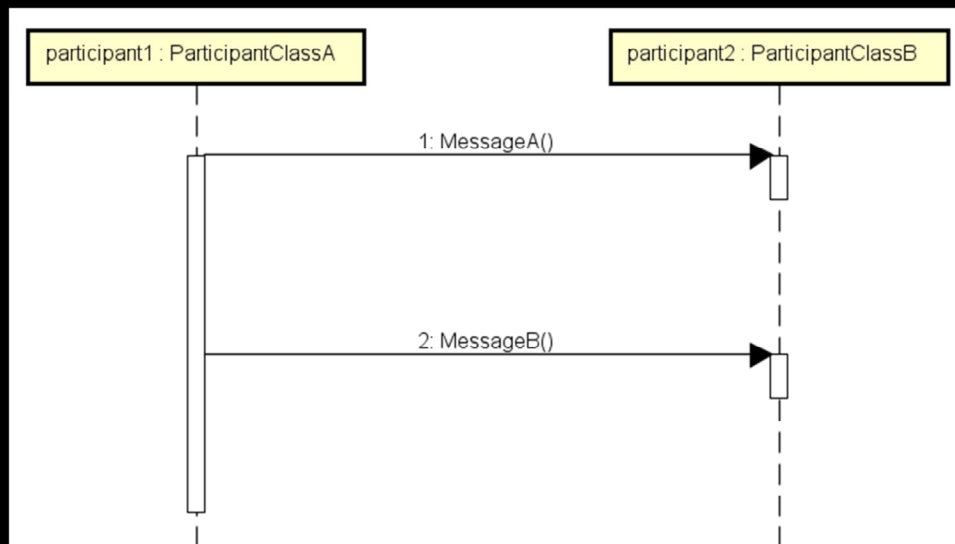 participant1 : ParticipantClassA
participant2 : ParticipantClassB
1: MessageA()
2: MessageB()